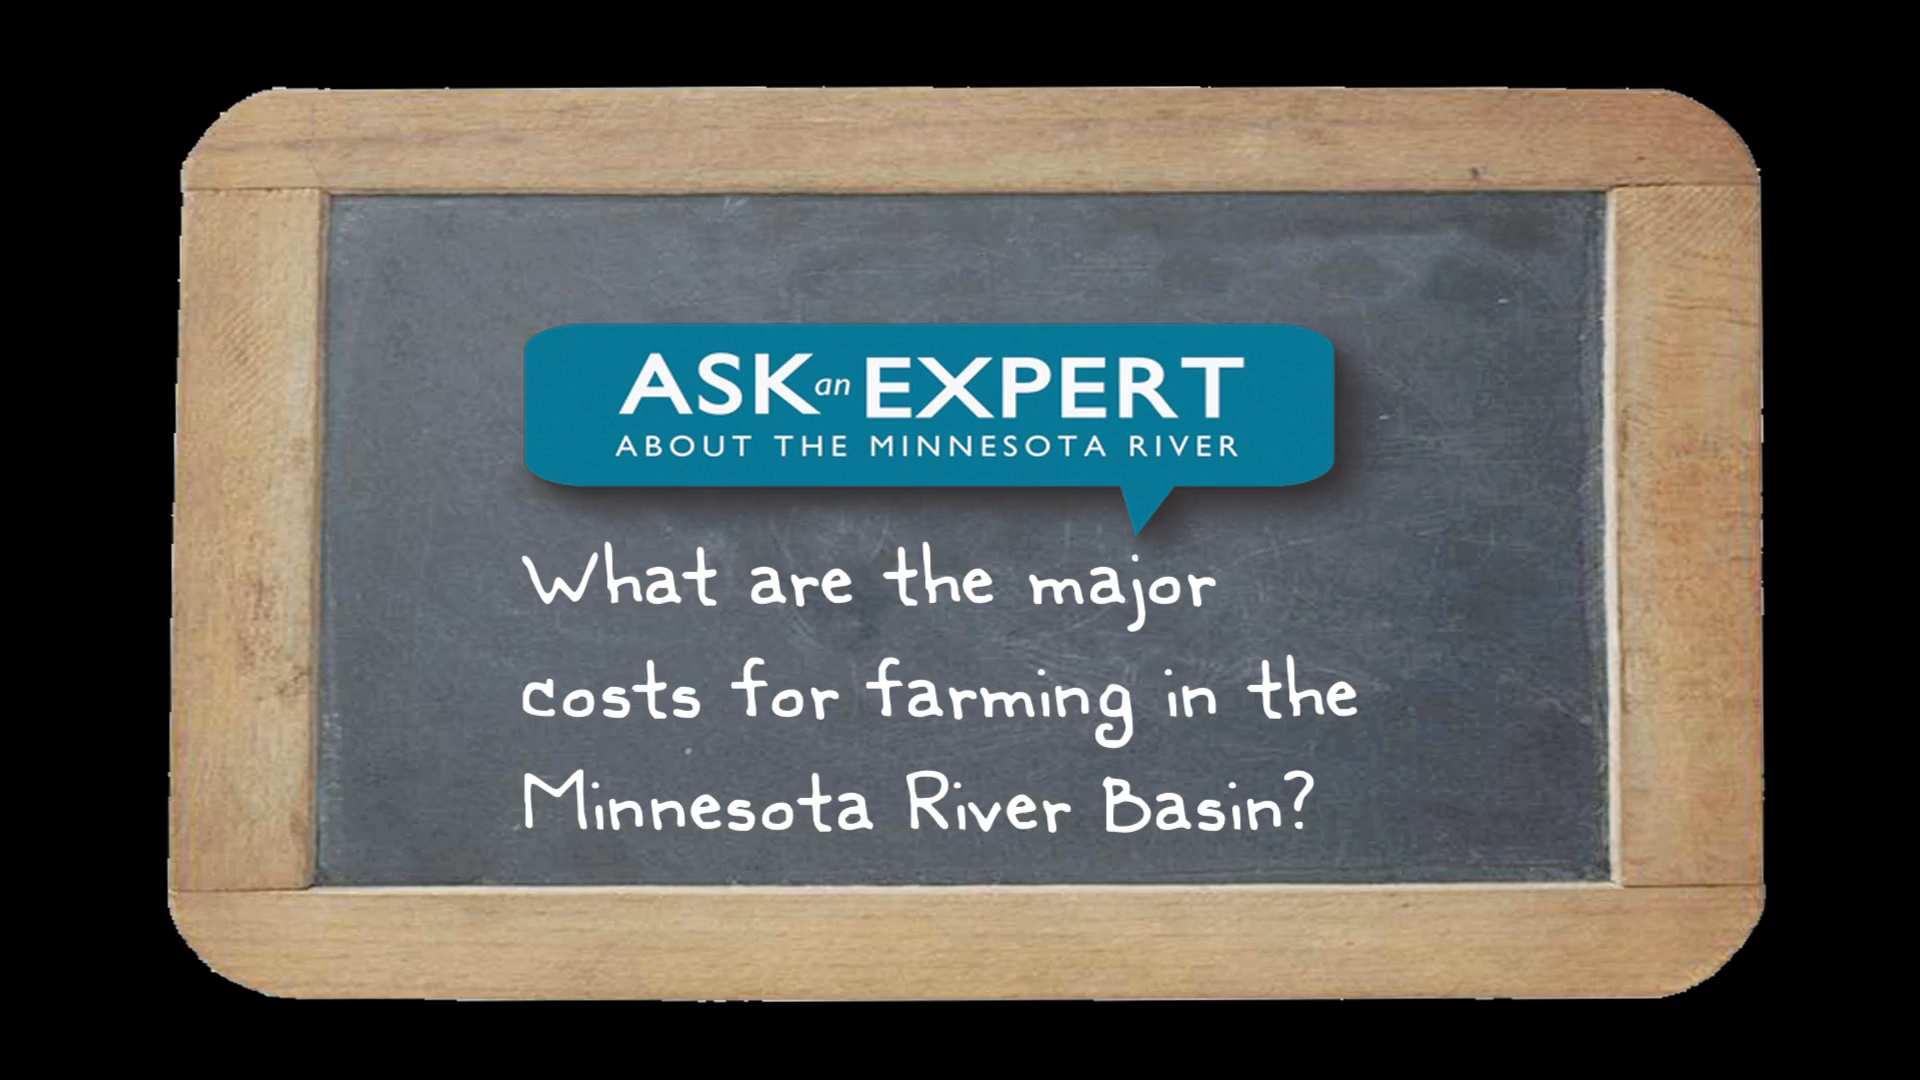 ASK an EXPERT
ABOUT THE MINNESOTA RIVER
What are the major
costs for farming in the
Minnesota River Basin?